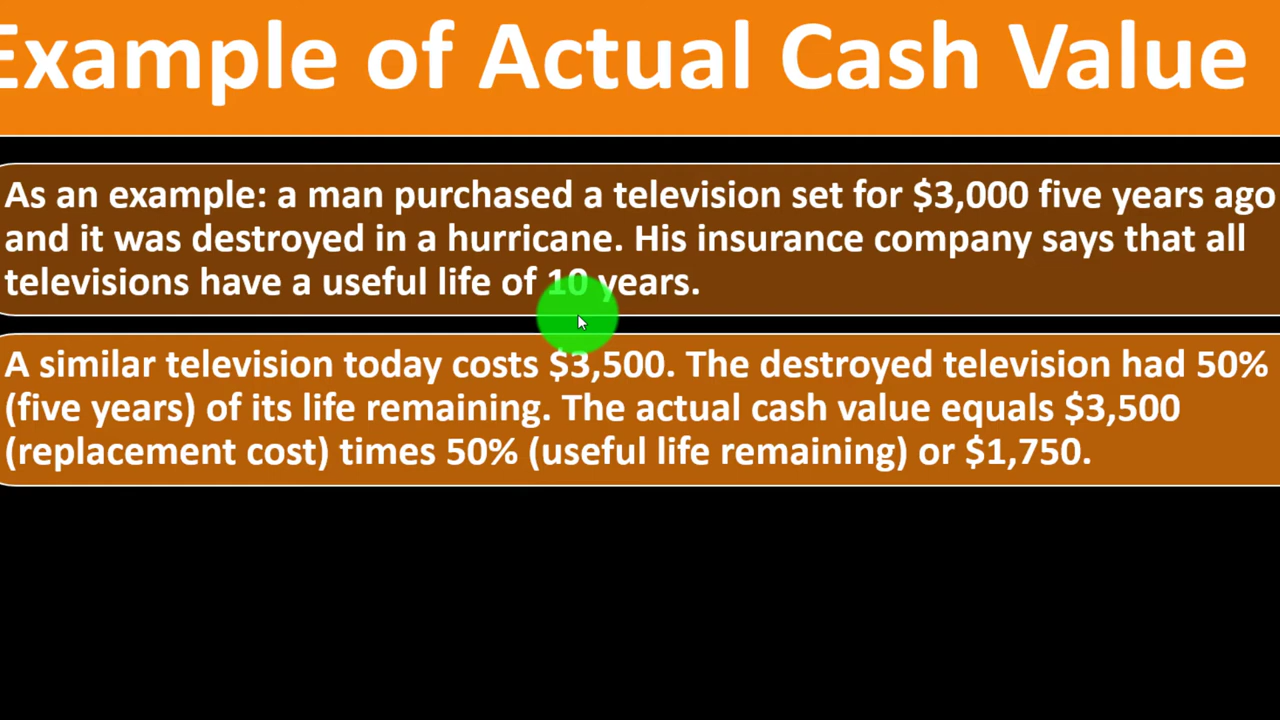 Example of Actual Cash Value
As an example: a man purchased a television set for $3,000 five years ago
and it was destroyed in a hurricane. His insurance company says that all
televisions have a useful life of 10 years.
A similar television today costs $3,500. The destroyed television had 50%
(five years) of its life remaining. The actual cash value equals $3,500
(replacement cost) times 50% (useful life remaining) or $1,750.